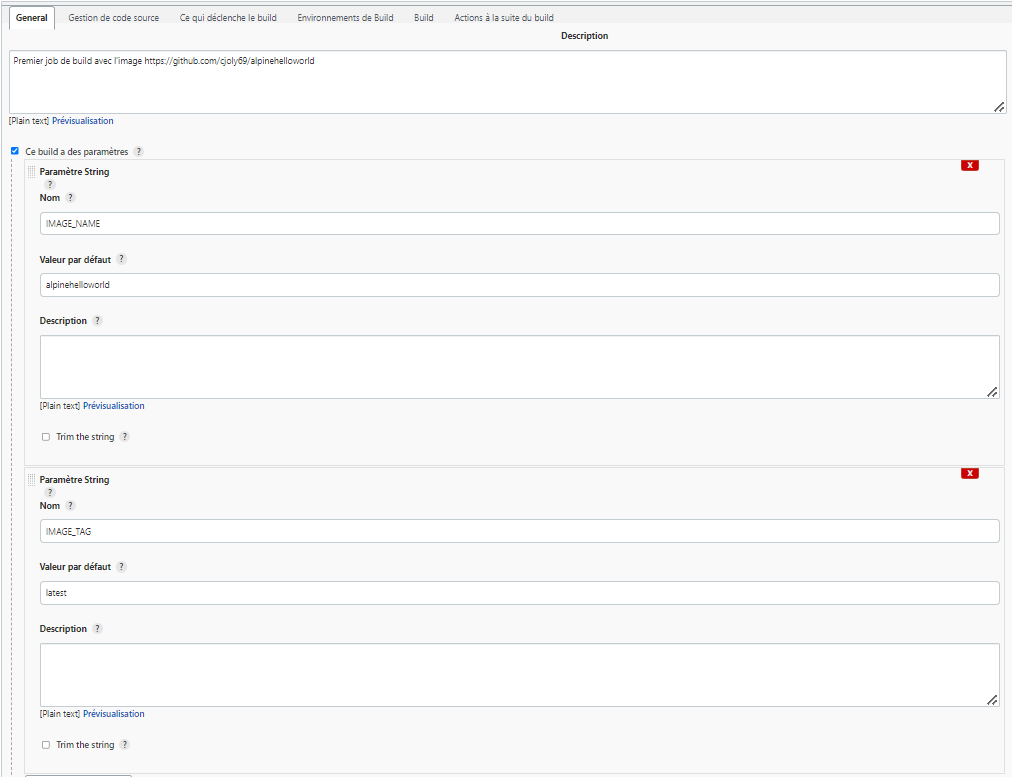 General Gestion de code source Ce qui déclenche le build Environnements de Build Build Actions à la suite du build
Description
Premier job de build avec l'image https://github.com/cjoly69/alpinehelloworld
[Plain text] Prévisualisation
Ce build a des paramètres ?
X
Paramètre String
?
Nom ?
IMAGE_NAME
Valeur par défaut ?
alpinehelloworld
Description ?
[Plain text] Prévisualisation
Trim the string ?
X
Paramètre String
?
Nom ?
IMAGE_TAG
Valeur par défaut ?
latest
Description ?
[Plain text] Prévisualisation
Trim the string ?